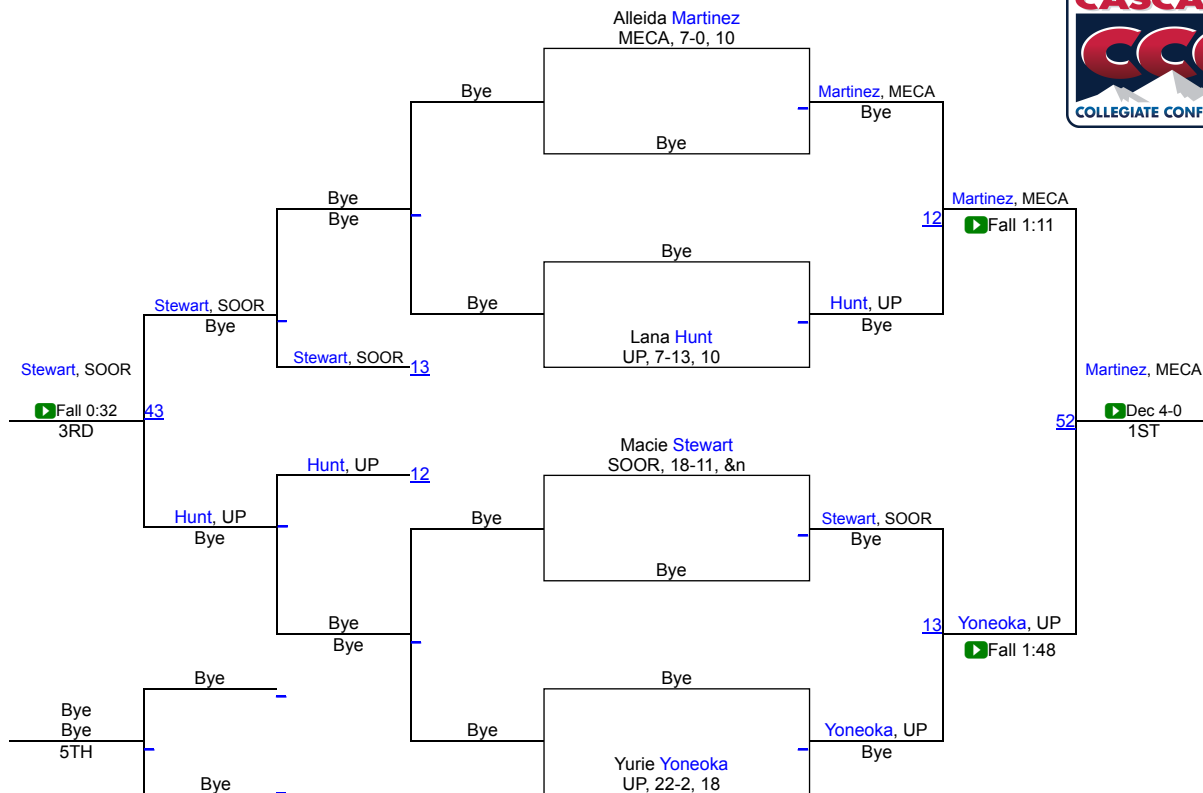 Alleida Martinez
MECA, 7-0, 10
CASCA
CCC
COLLEGIATE CONF
Bye
Martinez, MECA
Bye
Bye
Bye
Bye
Martinez, MECA
12
Fall 1:11
Bye
Bye
Hunt, UP
Bye
Stewart, SOOR
Bye
Lana Hunt
UP, 7-13, 10
Stewart, SOOR
13
Stewart, SOOR
Martinez, MECA
Fall 0:32
43
3RD
Dec 4-0
52
1ST
Macie Stewart
SOOR, 18-11, &n
Hunt, UP
12
Hunt, UP
Bye
Bye
Stewart, SOOR
Bye
Bye
Bye
Bye
13
Yoneoka, UP
Fall 1:48
Bye
Bye
Bye
Bye
5TH
Bye
Yoneoka, UP
Bye
Yurie Yoneoka
UP, 22-2, 18
Bye